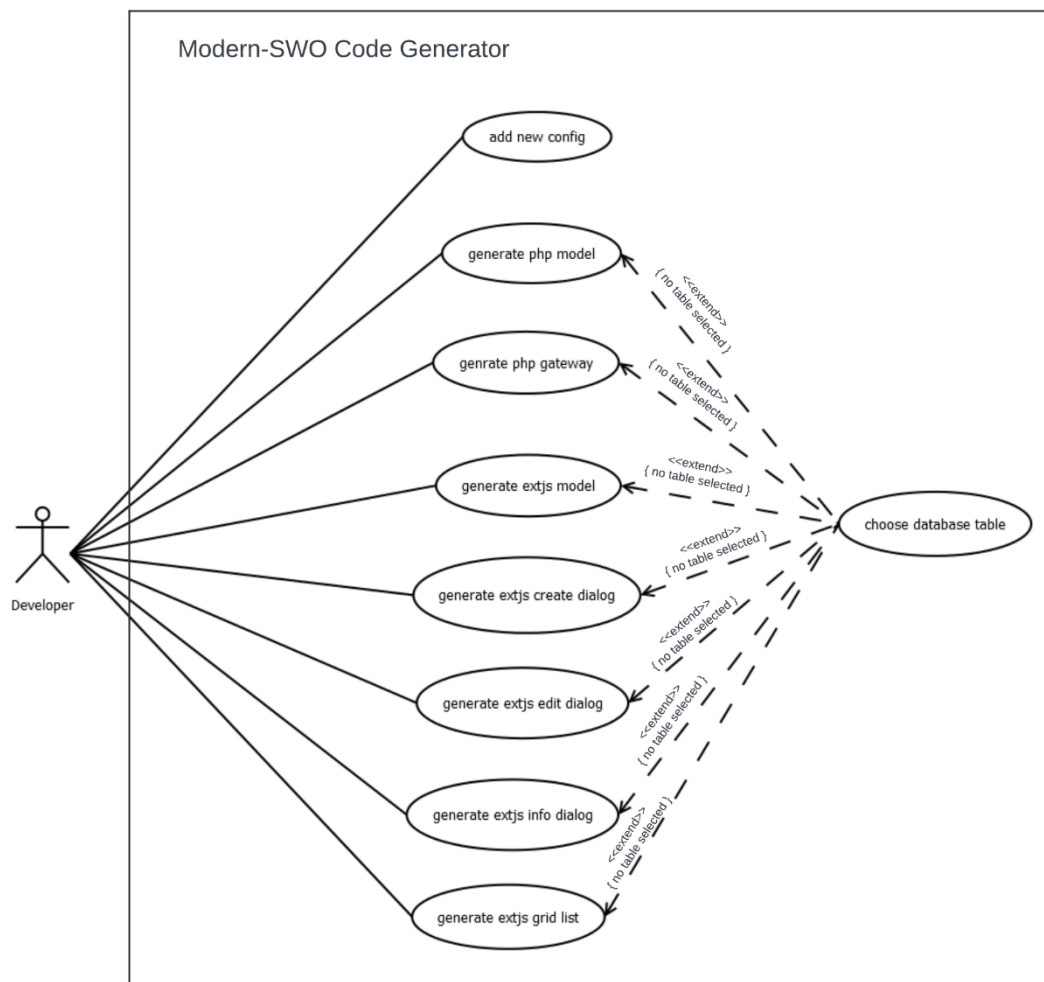 Modern-SWO Code Generator
add new config
generate php model
<<extend>>
{ no table selected }
genrate php gateway
<<extend>>
{ no table selected }
generate extjs model
<<extend>>
{ no table selected }
choose database table
Developer
generate extjs create dialog
<<extend>>
{ no table selected }
generate extjs edit dialog
<<extend>>
{ no table selected }
generate extjs info dialog
<<extend>>
{ no table selected }
generate extjs grid list
<<extend>>
{ no table selected }